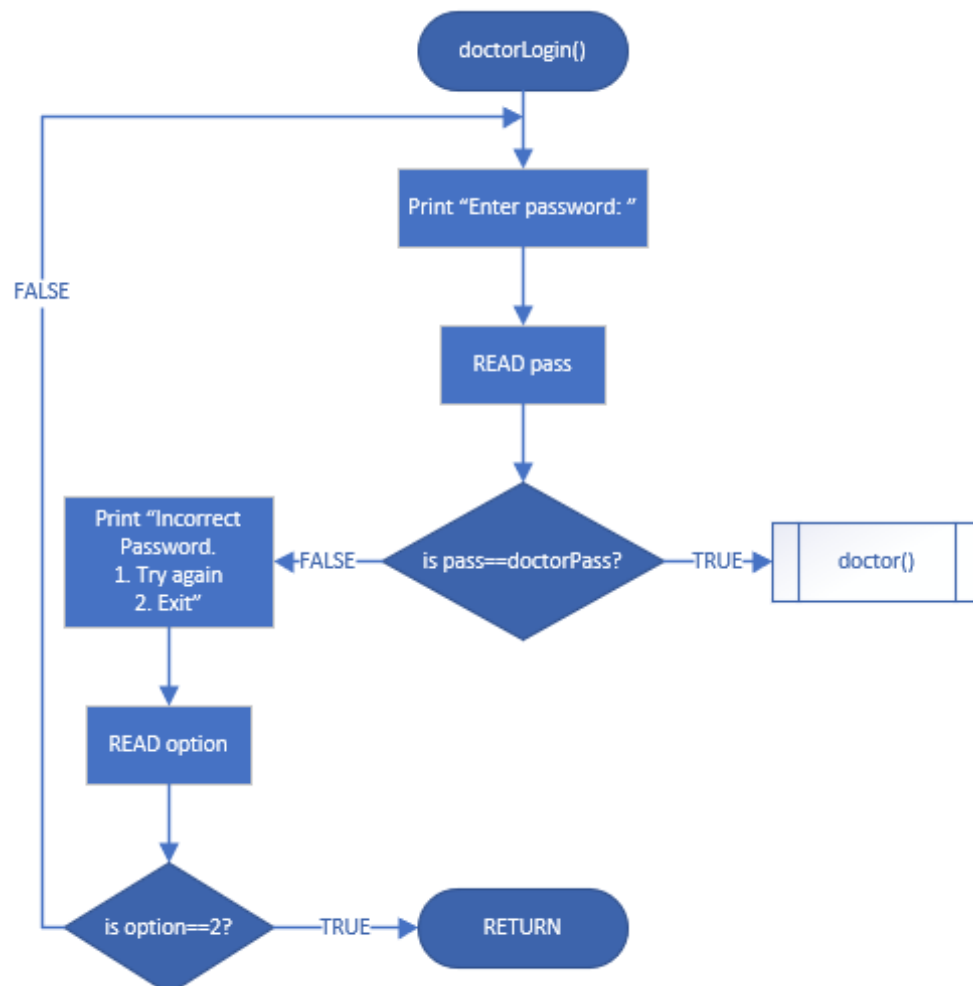 doctorLogin()
Print “Enter password: ”
FALSE
READ pass
Print “Incorrect
Password.
1. Try again
2. Exit”
FALSE
is pass==doctorPass?
TRUE
doctor()
READ option
is option==2?
TRUE
RETURN